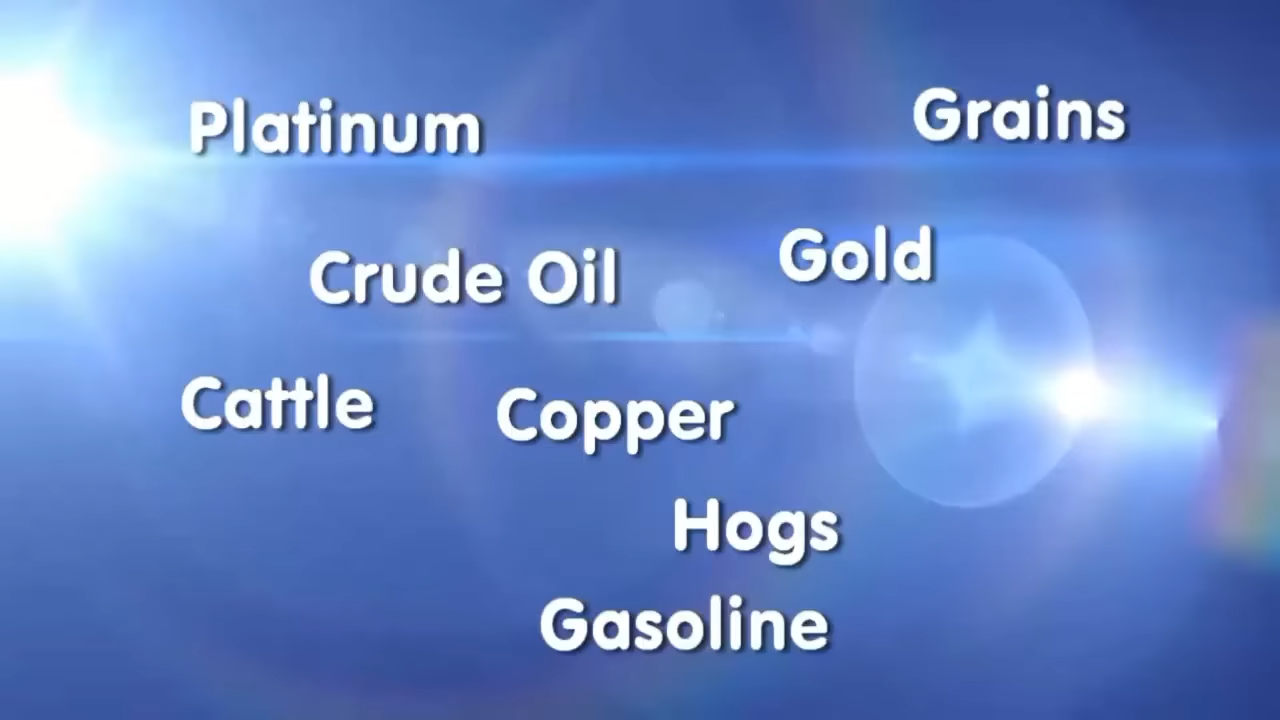 Platinum
Grains
Crude Oil
Gold
Cattle
Copper
Hogs
Gasoline